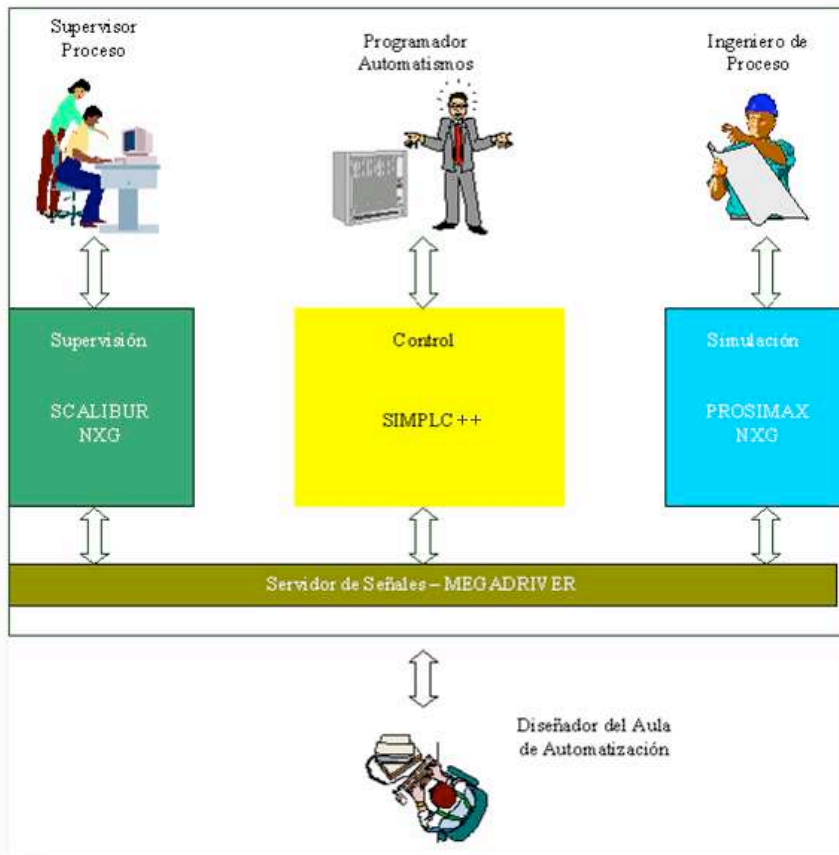 Supervisor
Proceso
Programador
Automatismos
Ingeniero de
Proceso
Supervisión
SCALIBUR
NXG
Control
SIMPLC ++
Simulación
PROSIMAX
NXG
Servidor de Señales – MEGADRIVER
Diseñador del Aula
de Automatización